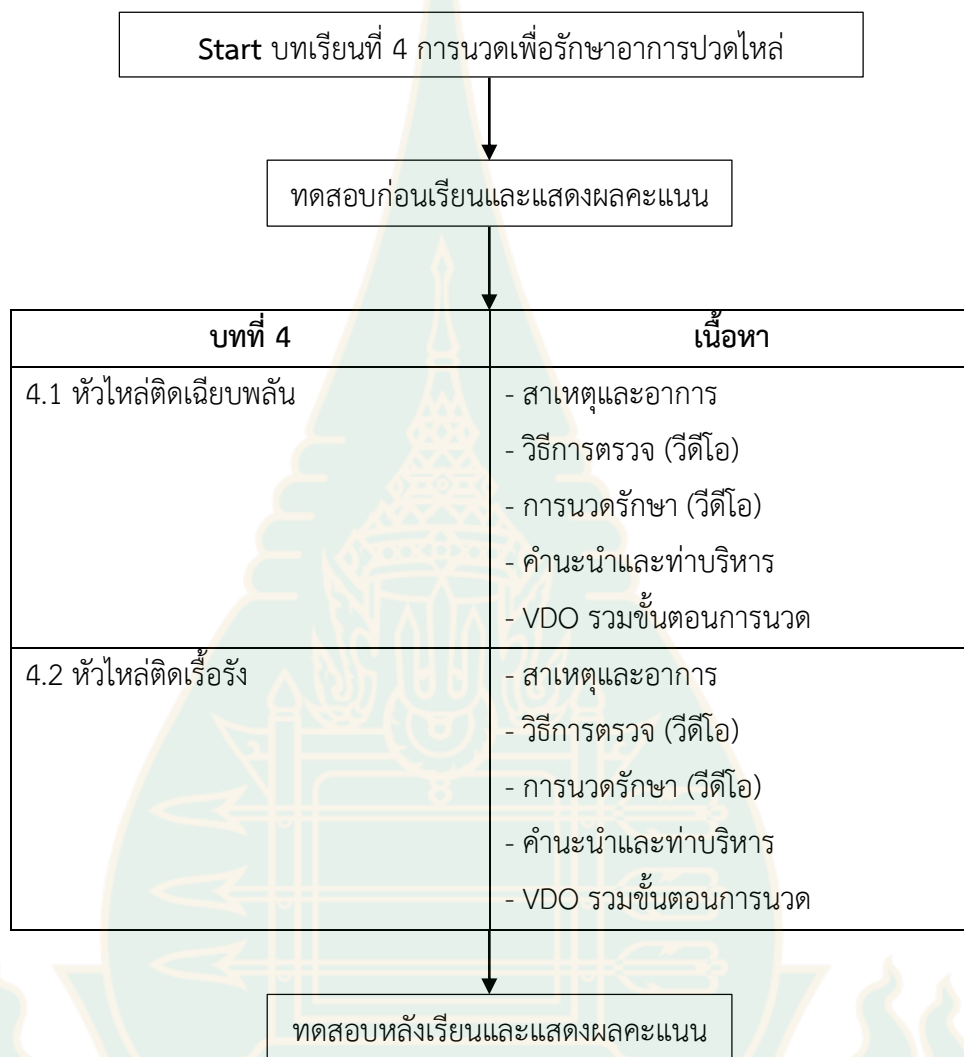 Start บทเรียนที่ 4 การนวดเพื่อรักษาอาการปวดไหล่
ทดสอบก่อนเรียนและแสดงผลคะแนน
บทที่ 4 เนื้อหา
4.1 หัวไหล่ติดเฉียบพลัน
- สาเหตุและอาการ
- วิธีการตรวจ (วีดีโอ)
- การนวดรักษา (วีดีโอ)
- คำนะนำและท่าบริหาร
- VDO รวมขั้นตอนการนวด
4.2 หัวไหล่ติดเรื้อรัง
- สาเหตุและอาการ
- วิธีการตรวจ (วีดีโอ)
- การนวดรักษา (วีดีโอ)
- คำนะนำและท่าบริหาร
- VDO รวมขั้นตอนการนวด
ทดสอบหลังเรียนและแสดงผลคะแนน